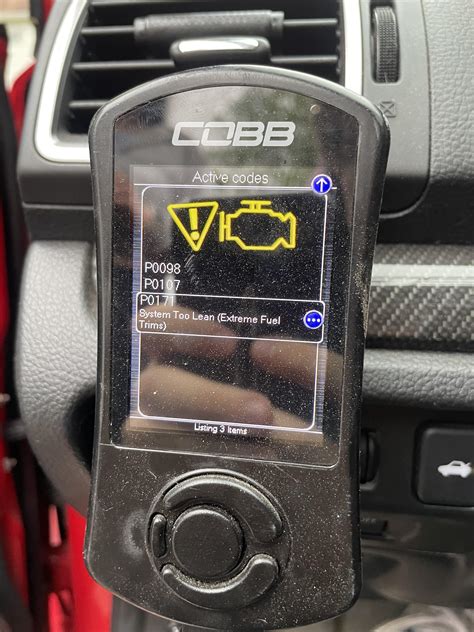 COBB
Active codes
P0098
P0107
P0171
System Too Lean (Extreme Fuel
Trims)
Listing 3 items